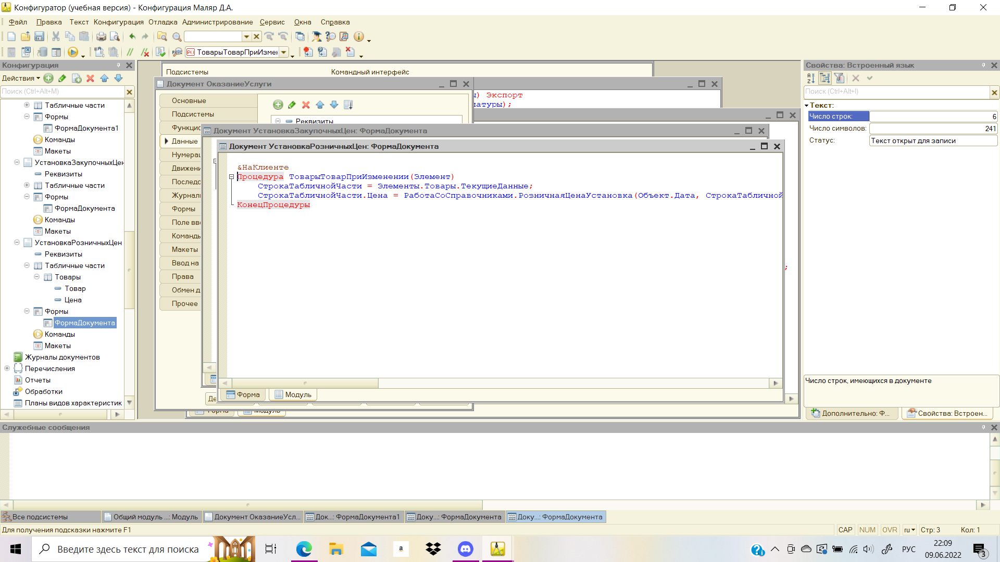 Конфигуратор (учебная версия) - Конфигурация Маляр Д.А.
Файл Правка Текст Конфигурация Отладка Администрирование Сервис Окна Справка
ТоварыТоварПриИзмен
Конфигурация
Действия
Поиск (Ctrl+Alt+M)
Табличные части
Формы
ФормаДокумента1
Команды
Макеты
УстановкаЗакупочныхЦен
Реквизиты
Табличные части
Формы
ФормаДокумента
Команды
Макеты
УстановкаРозничныхЦен
Реквизиты
Табличные части
Товары
Товар
Цена
Формы
ФормаДокумента
Команды
Макеты
Журналы документов
Перечисления
Отчеты
Обработки
Планы видов характеристик
Подсистемы
Командный интерфейс
Документ ОказаниеУслуги
) Экспорт
атуры);
Основные
Подсистемы
Функцис
Данные
Нумерац
Движени
Последо
Журналы
Формы
Поле вво
Команды
Макеты
Ввод на
Права
Обмен д
Прочее
Реквизиты
Документ УстановкаЗакупочныхЦен: ФормаДокумента
Документ УстановкаРозничныхЦен: ФормаДокумента
&НаКлиенте
Процедура ТоварыТоварПриИзменении(Элемент)
СтрокаТабличнойЧасти = Элементы.Товары.ТекущиеДанные;
СтрокаТабличнойЧасти.Цена = РаботаСоСправочниками.РозничнаяЦенаУстановка(Объект.Дата, СтрокаТабличной
КонецПроцедуры
;
Форма Модуль
Де
Форма Модуль
Свойства: Встроенный язык
Поиск (Ctrl+Alt+I)
Текст:
Число строк: 6
Число символов: 241
Статус: Текст открыт для записи
Число строк, имеющихся в документе
Дополнительно: Ф...
Свойства: Встроен...
Служебные сообщения
Все подсистемы
Общий модуль ...: Модуль
Документ ОказаниеУсл...
Док...: ФормаДокумента1
Доку...: ФормаДокумента
Доку...: ФормаДокумента
Для получения подсказки нажмите F1
CAP NUM OVR ru Стр: 3 Кол: 1
Введите здесь текст для поиска
a
РУС
22:09
09.06.2022
3